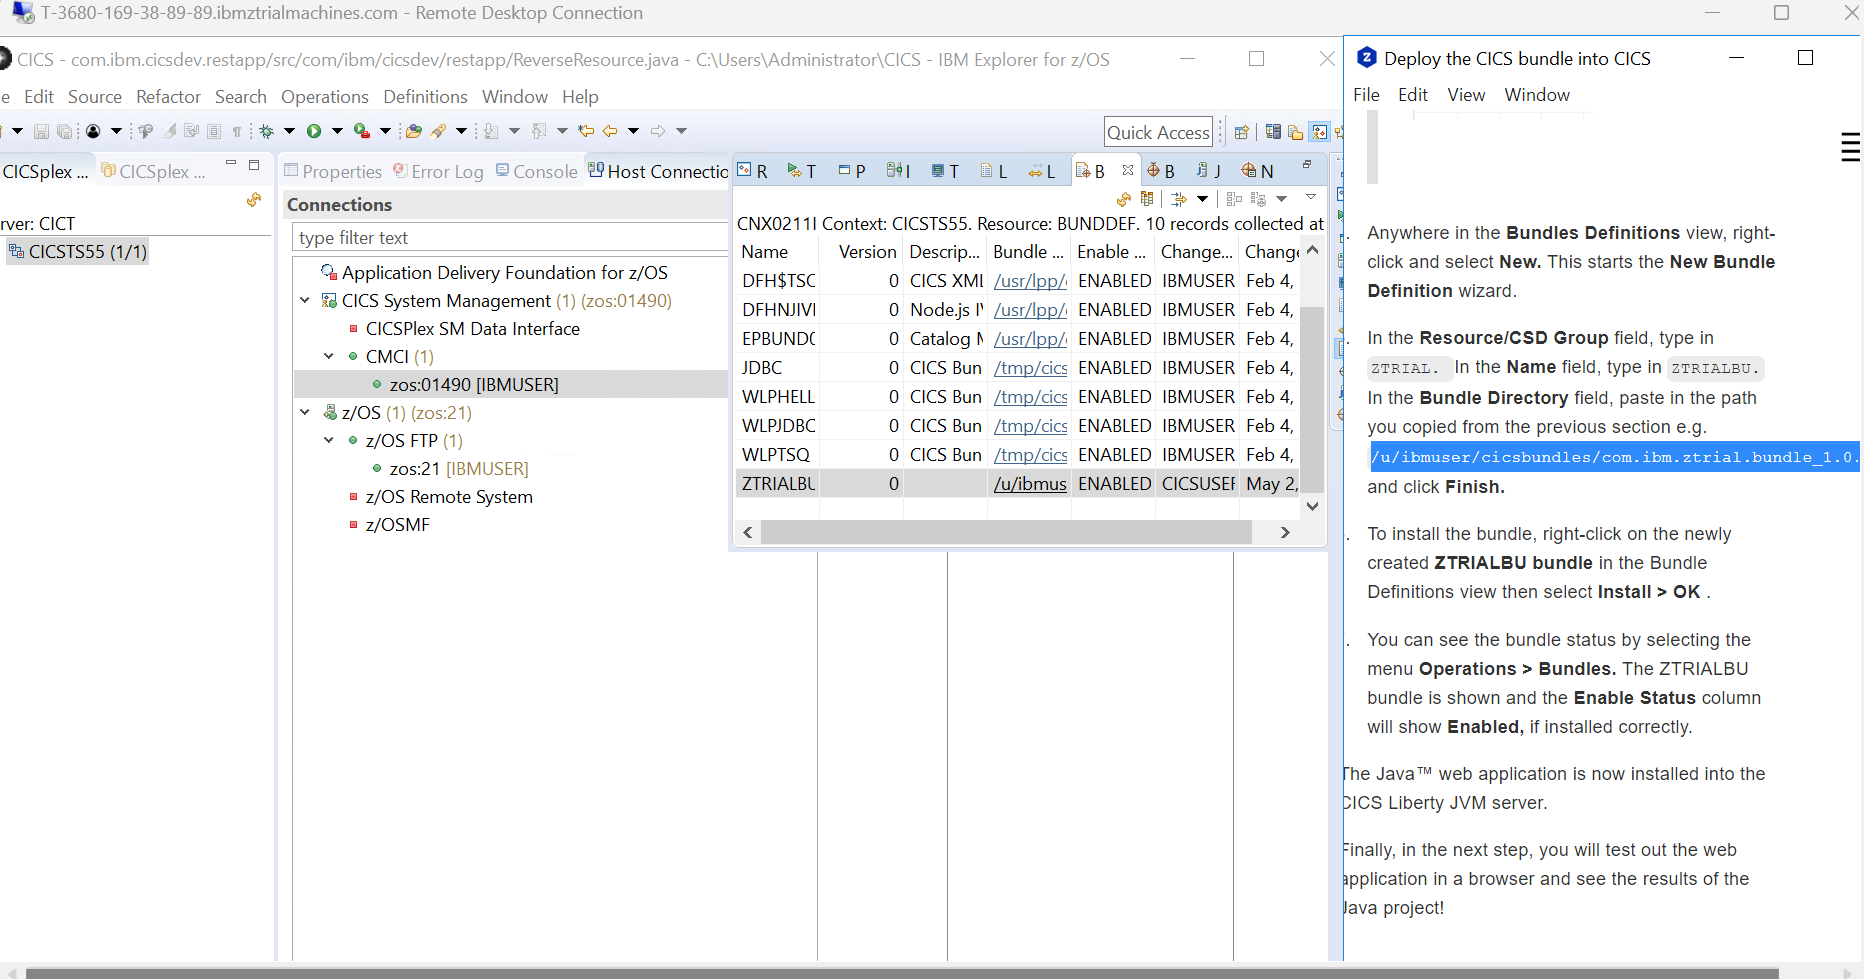 T-3680-169-38-89-89.ibmztrialmachines.com - Remote Desktop Connection
CICS - com.ibm.cicsdev.restapp/src/com/ibm/cicsdev/restapp/ReverseResource.java - C:\Users\Administrator\CICS - IBM Explorer for z/OS
e Edit Source Refactor Search Operations Definitions Window Help
Quick Access
CICSplex ... CICSplex ...
rver: CICT
CICSTS55 (1/1)
Properties Error Log Console Host Connectio
Connections
type filter text
Application Delivery Foundation for z/OS
CICS System Management (1) (zos:01490)
CICSPlex SM Data Interface
CMCI (1)
zos:01490 [IBMUSER]
z/OS (1) (zos:21)
z/OS FTP (1)
zos:21 [IBMUSER]
z/OS Remote System
z/OSMF
R T P I T L L B B J N
CNX0211I Context: CICSTS55. Resource: BUNDDEF. 10 records collected at
Name Version Descrip... Bundle ... Enable ... Change... Change
DFH$TSC 0 CICS XML /usr/lpp/ ENABLED IBMUSER Feb 4,
DFHNJIVI 0 Node.js IV /usr/lpp/ ENABLED IBMUSER Feb 4,
EPBUNDC 0 Catalog M /usr/lpp/ ENABLED IBMUSER Feb 4,
JDBC 0 CICS Bun /tmp/cics ENABLED IBMUSER Feb 4,
WLPHELL 0 CICS Bun /tmp/cics ENABLED IBMUSER Feb 4,
WLPJDBC 0 CICS Bun /tmp/cics ENABLED IBMUSER Feb 4,
WLPTSQ 0 CICS Bun /tmp/cics ENABLED IBMUSER Feb 4,
ZTRIALBU 0 /u/ibmus ENABLED CICSUSER May 2,
Deploy the CICS bundle into CICS
File Edit View Window
Anywhere in the Bundles Definitions view, right-
click and select New. This starts the New Bundle
Definition wizard.
In the Resource/CSD Group field, type in
ZTRIAL. In the Name field, type in ZTRIALBU.
In the Bundle Directory field, paste in the path
you copied from the previous section e.g.
/u/ibmuser/cicsbundles/com.ibm.ztrial.bundle_1.0.
and click Finish.
To install the bundle, right-click on the newly
created ZTRIALBU bundle in the Bundle
Definitions view then select Install > OK .
You can see the bundle status by selecting the
menu Operations > Bundles. The ZTRIALBU
bundle is shown and the Enable Status column
will show Enabled, if installed correctly.
The Java™ web application is now installed into the
CICS Liberty JVM server.
Finally, in the next step, you will test out the web
application in a browser and see the results of the
Java project!